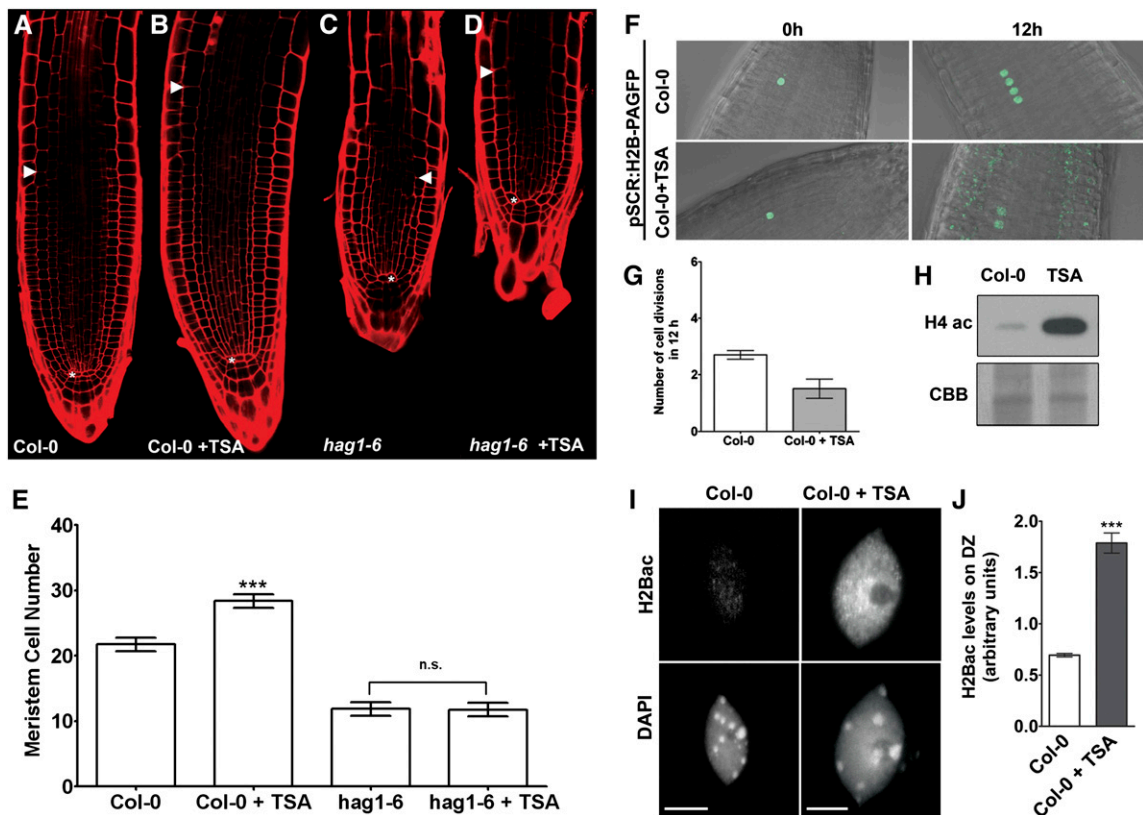 A
B
C
D
*
*
*
*
Col-0
Col-0 +TSA
hag1-6
hag1-6 +TSA
E
Meristem Cell Number
40
30
20
10
0
***
n.s.
Col-0
Col-0 + TSA
hag1-6
hag1-6 + TSA
F
0h
12h
pSCR:H2B-PAGFP
Col-0
Col-0+TSA
G
Number of cell divisions
in 12 h
6
4
2
0
Col-0
Col-0 + TSA
H
Col-0
TSA
H4 ac
CBB
I
Col-0
Col-0 + TSA
H2Bac
DAPI
J
H2Bac levels on DZ
(arbitrary units)
2.0
1.5
1.0
0.5
0.0
***
Col-0
Col-0 + TSA